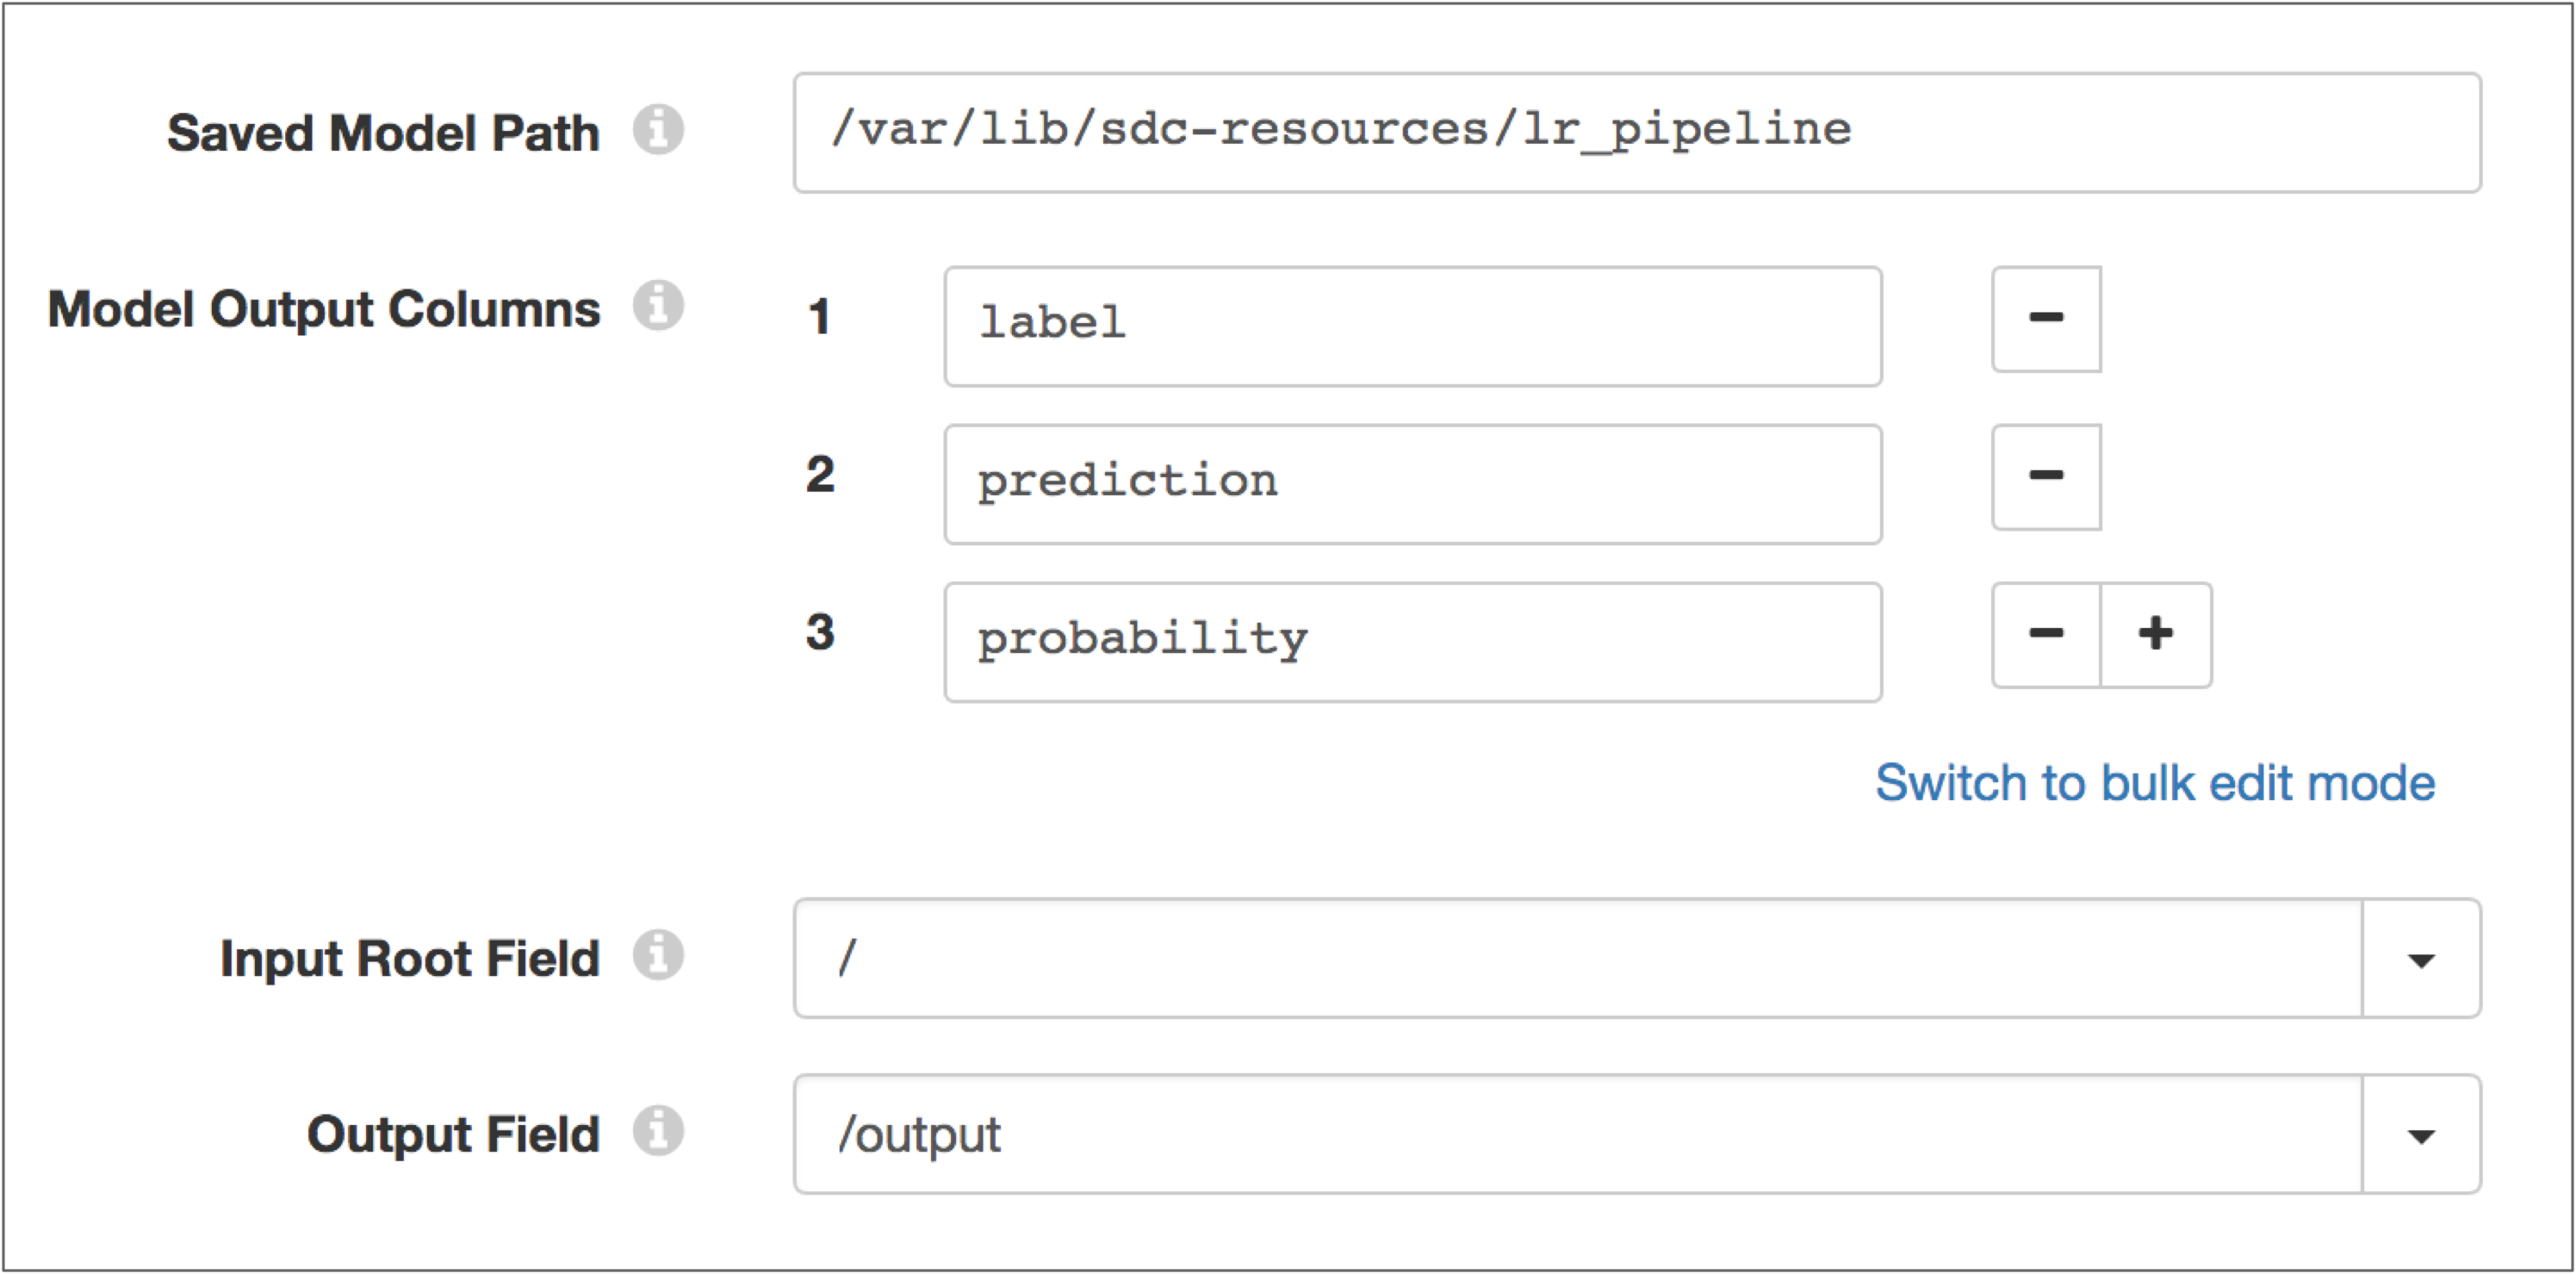 Saved Model Path /var/lib/sdc-resources/lr_pipeline
Model Output Columns 1 label
2 prediction
3 probability
Switch to bulk edit mode
Input Root Field /
Output Field /output